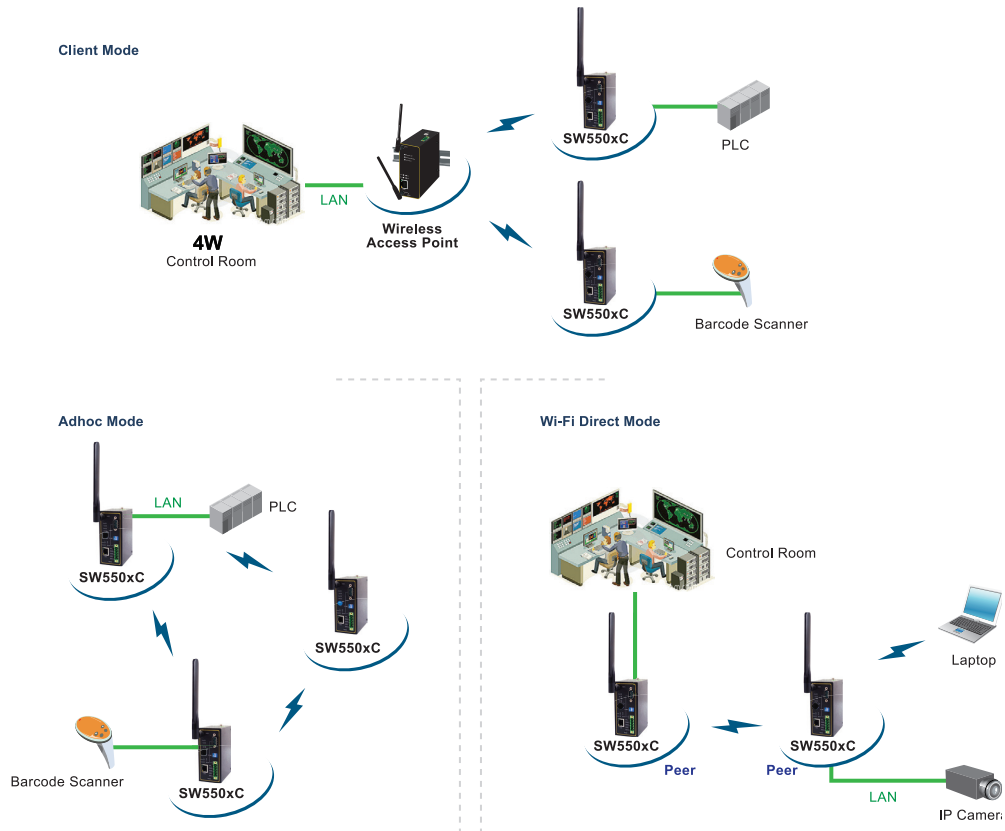 Client Mode
SW550xC
PLC
LAN
Wireless
Access Point
4W
Control Room
SW550xC
Barcode Scanner
Adhoc Mode
LAN
PLC
SW550xC
SW550xC
Barcode Scanner
SW550xC
Wi-Fi Direct Mode
Control Room
Laptop
SW550xC
Peer
SW550xC
Peer
LAN
IP Camera